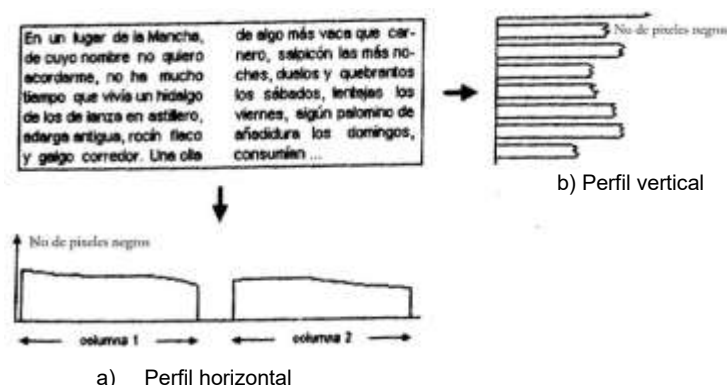 En un lugar de la Mancha,
de cuyo nombre no quiero
acordarme, no ha mucho
tiempo que vivía un hidalgo
de los de lanza en astillero,
adarga antigua, rocín flaco
y galgo corredor. Una olla
de algo más vaca que car-
nero, salpicón las más no-
ches, duelos y quebrantos
los sábados, lentejas los
viernes, algún palomino de
añadidura los domingos,
consumían ...
No de pixeles negros
b) Perfil vertical
No de pixeles negros
columna 1
columna 2
a) Perfil horizontal